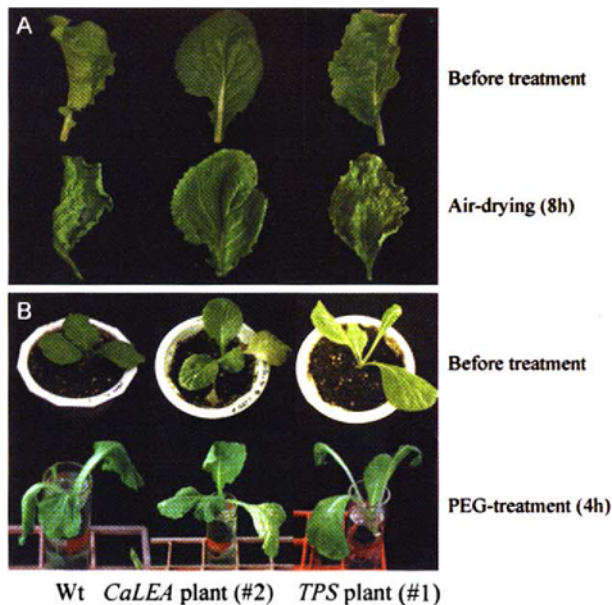 A
Before treatment
Air-drying (8h)
B
Before treatment
PEG-treatment (4h)
Wt CaLEA plant (#2) TPS plant (#1)